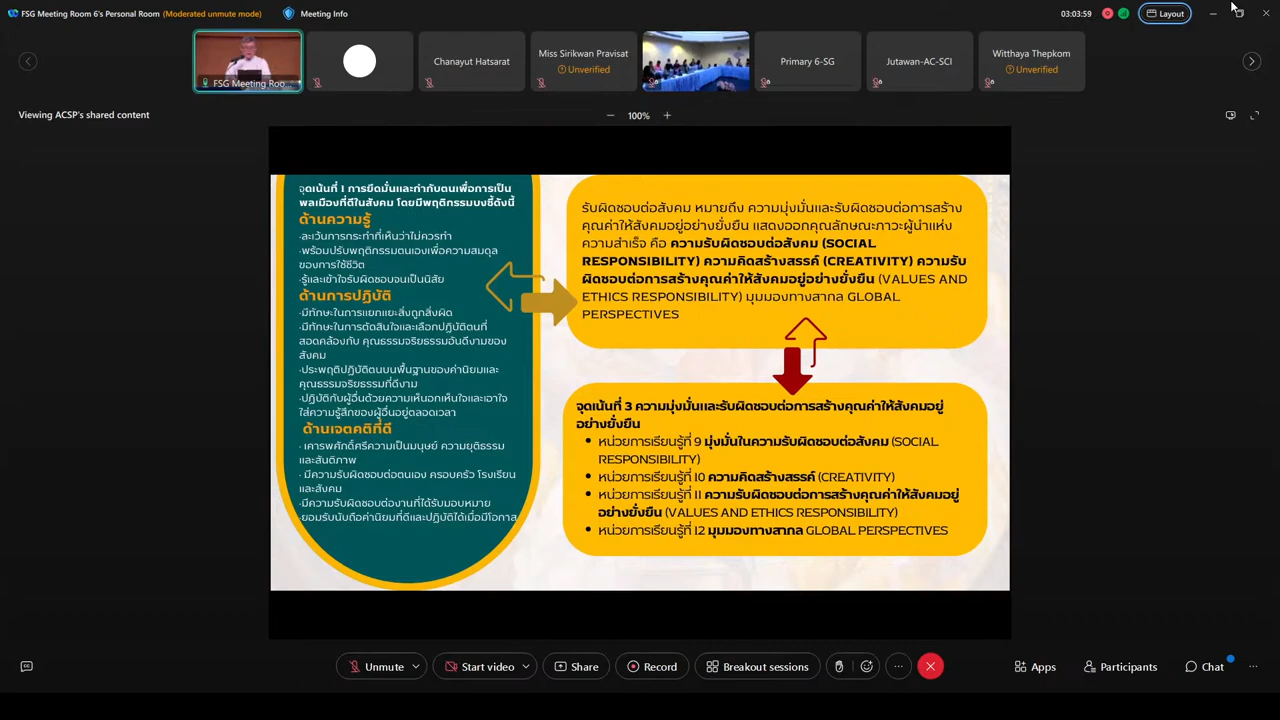 FSG Meeting Room 6's Personal Room (Moderated unmute mode)
Meeting Info
03:03:59
Layout
FSG Meeting Roo...
Chanayut Hatsarat
Miss Sirikwan Pravisat
Unverified
Primary 6-SG
Jutawan-AC-SCI
Witthaya Thepkom
Unverified
Viewing ACSP's shared content
100%
จุดเน้นที่ 1 การยึดมั่นและกำกับตนเพื่อการเป็น
พลเมืองที่ดีในสังคม โดยมีพฤติกรรมบ่งชี้ดังนี้
ด้านความรู้
-ละเว้นการกระทำที่เห็นว่าไม่ควรทำ
-พร้อมปรับพฤติกรรมตนเองเพื่อความสมดุล
ของการใช้ชีวิต
-รู้และเข้าใจรับผิดชอบจนเป็นนิสัย
ด้านการปฏิบัติ
-มีทักษะในการแยกแยะสิ่งถูกสิ่งผิด
-มีทักษะในการตัดสินใจและเลือกปฏิบัติตนที่
สอดคล้องกับ คุณธรรมจริยธรรมอันดีงามของ
สังคม
-ประพฤติปฏิบัติตนบนพื้นฐานของค่านิยมและ
คุณธรรมจริยธรรมที่ดีงาม
-ปฏิบัติกับผู้อื่นด้วยความเห็นอกเห็นใจและเอาใจ
ใส่ความรู้สึกของผู้อื่นอยู่ตลอดเวลา
ด้านเจตคติที่ดี
- เคารพศักดิ์ศรีความเป็นมนุษย์ ความยุติธรรม
และสันติภาพ
- มีความรับผิดชอบต่อตนเอง ครอบครัว โรงเรียน
และสังคม
-มีความรับผิดชอบต่องานที่ได้รับมอบหมาย
-ยอมรับนับถือค่านิยมที่ดีและปฏิบัติได้เมื่อมีโอกาส
รับผิดชอบต่อสังคม หมายถึง ความมุ่งมั่นและรับผิดชอบต่อการสร้าง
คุณค่าให้สังคมอยู่อย่างยั่งยืน แสดงออกคุณลักษณะภาวะผู้นำแห่ง
ความสำเร็จ คือ ความรับผิดชอบต่อสังคม (SOCIAL
RESPONSIBILITY) ความคิดสร้างสรรค์ (CREATIVITY) ความรับ
ผิดชอบต่อการสร้างคุณค่าให้สังคมอยู่อย่างยั่งยืน (VALUES AND
ETHICS RESPONSIBILITY) มุมมองทางสากล GLOBAL
PERSPECTIVES
จุดเน้นที่ 3 ความมุ่งมั่นและรับผิดชอบต่อการสร้างคุณค่าให้สังคมอยู่
อย่างยั่งยืน
• หน่วยการเรียนรู้ที่ 9 มุ่งมั่นในความรับผิดชอบต่อสังคม (SOCIAL
RESPONSIBILITY)
• หน่วยการเรียนรู้ที่ 10 ความคิดสร้างสรรค์ (CREATIVITY)
• หน่วยการเรียนรู้ที่ 11 ความรับผิดชอบต่อการสร้างคุณค่าให้สังคมอยู่
อย่างยั่งยืน (VALUES AND ETHICS RESPONSIBILITY)
• หน่วยการเรียนรู้ที่ 12 มุมมองทางสากล GLOBAL PERSPECTIVES
Unmute
Start video
Share
Record
Breakout sessions
Apps
Participants
Chat